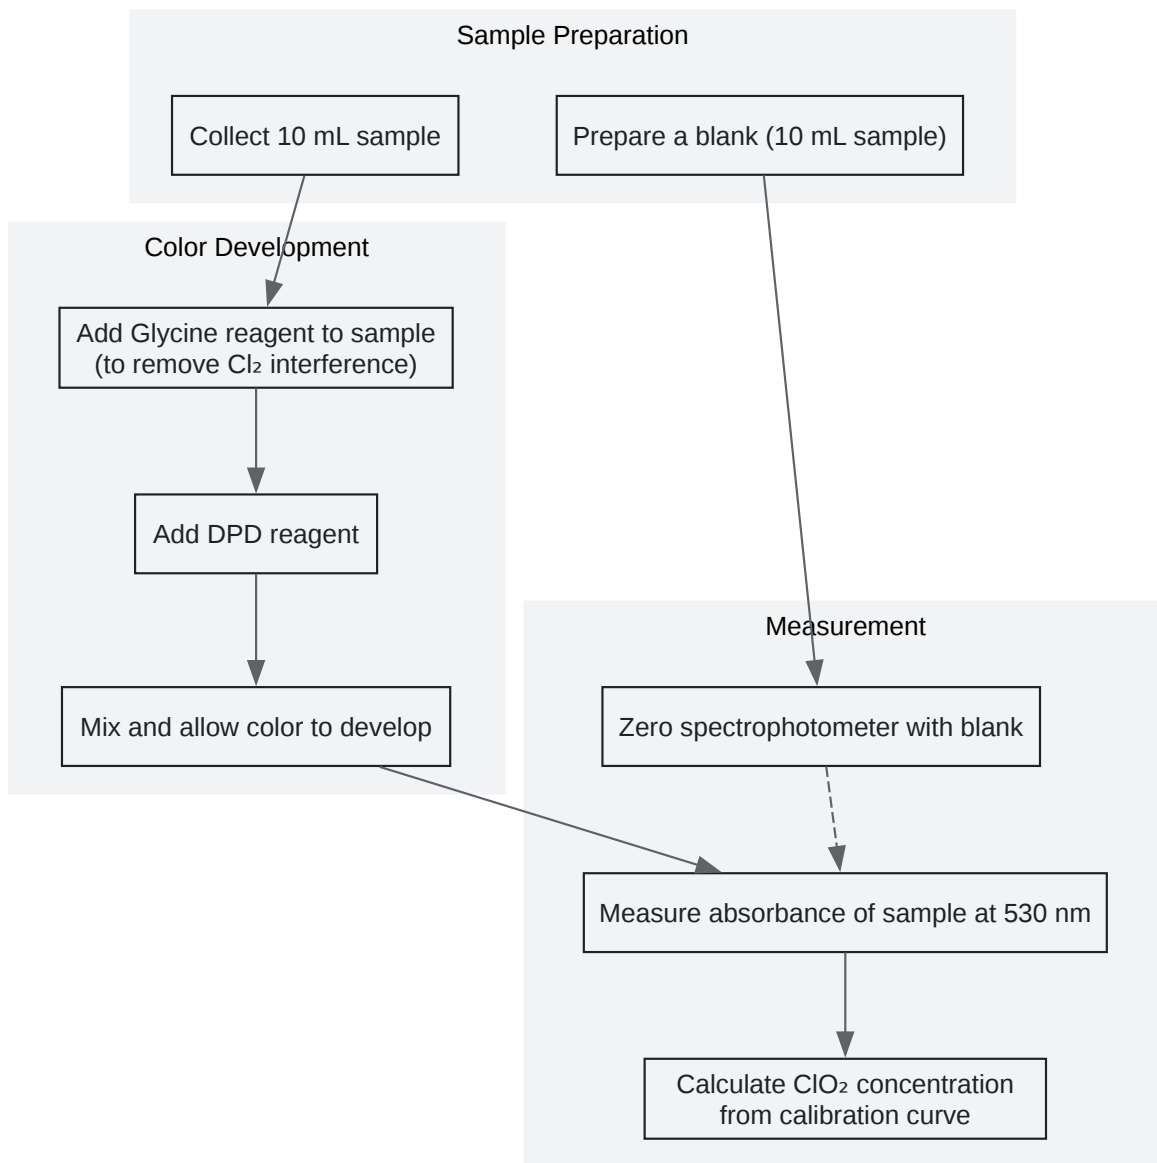 Sample Preparation
Collect 10 mL sample
Prepare a blank (10 mL sample)
Color Development
Add Glycine reagent to sample
(to remove Cl₂ interference)
Add DPD reagent
Mix and allow color to develop
Measurement
Zero spectrophotometer with blank
Measure absorbance of sample at 530 nm
Calculate ClO₂ concentration
from calibration curve